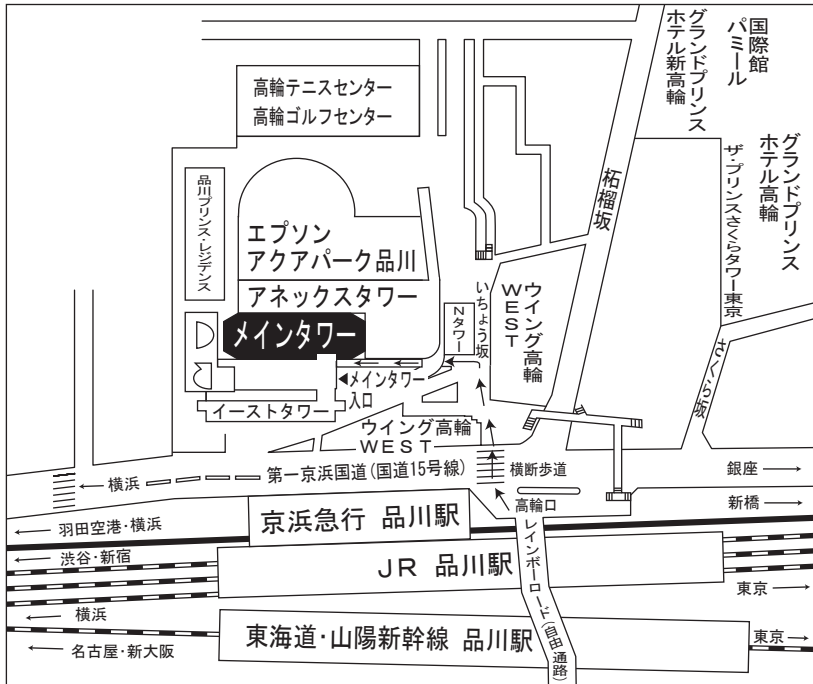 国際館
パミール
グランドプリンス
ホテル新高輪
高輪テニスセンター
高輪ゴルフセンター
グランドプリンス
ホテル高輪
ザ・プリンスさくらタワー東京
柘榴坂
品川プリンス・レジデンス
エプソン
アクアパーク品川
アネックスタワー
メインタワー
Nタワー
いちょう坂
ウイング高輪
WEST
さくら坂
メインタワー
入口
イーストタワー
ウイング高輪
WEST
横浜
第一京浜国道(国道15号線)
横断歩道
銀座
高輪口
新橋
羽田空港・横浜
京浜急行 品川駅
渋谷・新宿
JR 品川駅
レインボーロード(自由通路)
東京
横浜
東海道・山陽新幹線 品川駅
東京
名古屋・新大阪